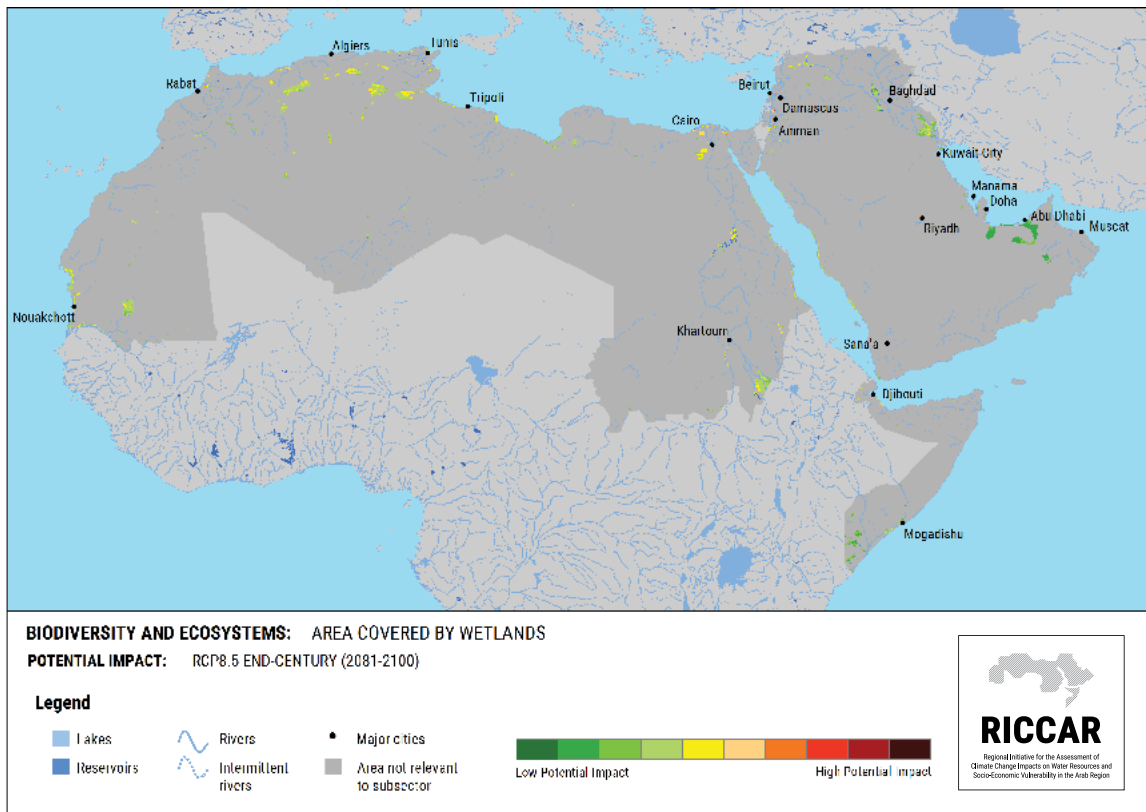 Algiers
Tunis
Rabat
Tripoli
Beirut
Damascus
Baghdad
Cairo
Amman
Kuwait City
Manama
Doha
Abu Dhabi
Riyadh
Muscat
Nouakchott
Khartoum
Sana'a
Djibouti
Mogadishu
BIODIVERSITY AND ECOSYSTEMS: AREA COVERED BY WETLANDS
POTENTIAL IMPACT: RCP8.5 END-CENTURY (2081-2100)
Legend
Lakes
Reservoirs
Rivers
Intermittent
rivers
Major cities
Area not relevant
to subsector
Low Potential Impact
High Potential Impact
RICCAR
Regional Initiative for the Assessment of
Climate Change Impacts on Water Resources and
Socio-Economic Vulnerability in the Arab Region